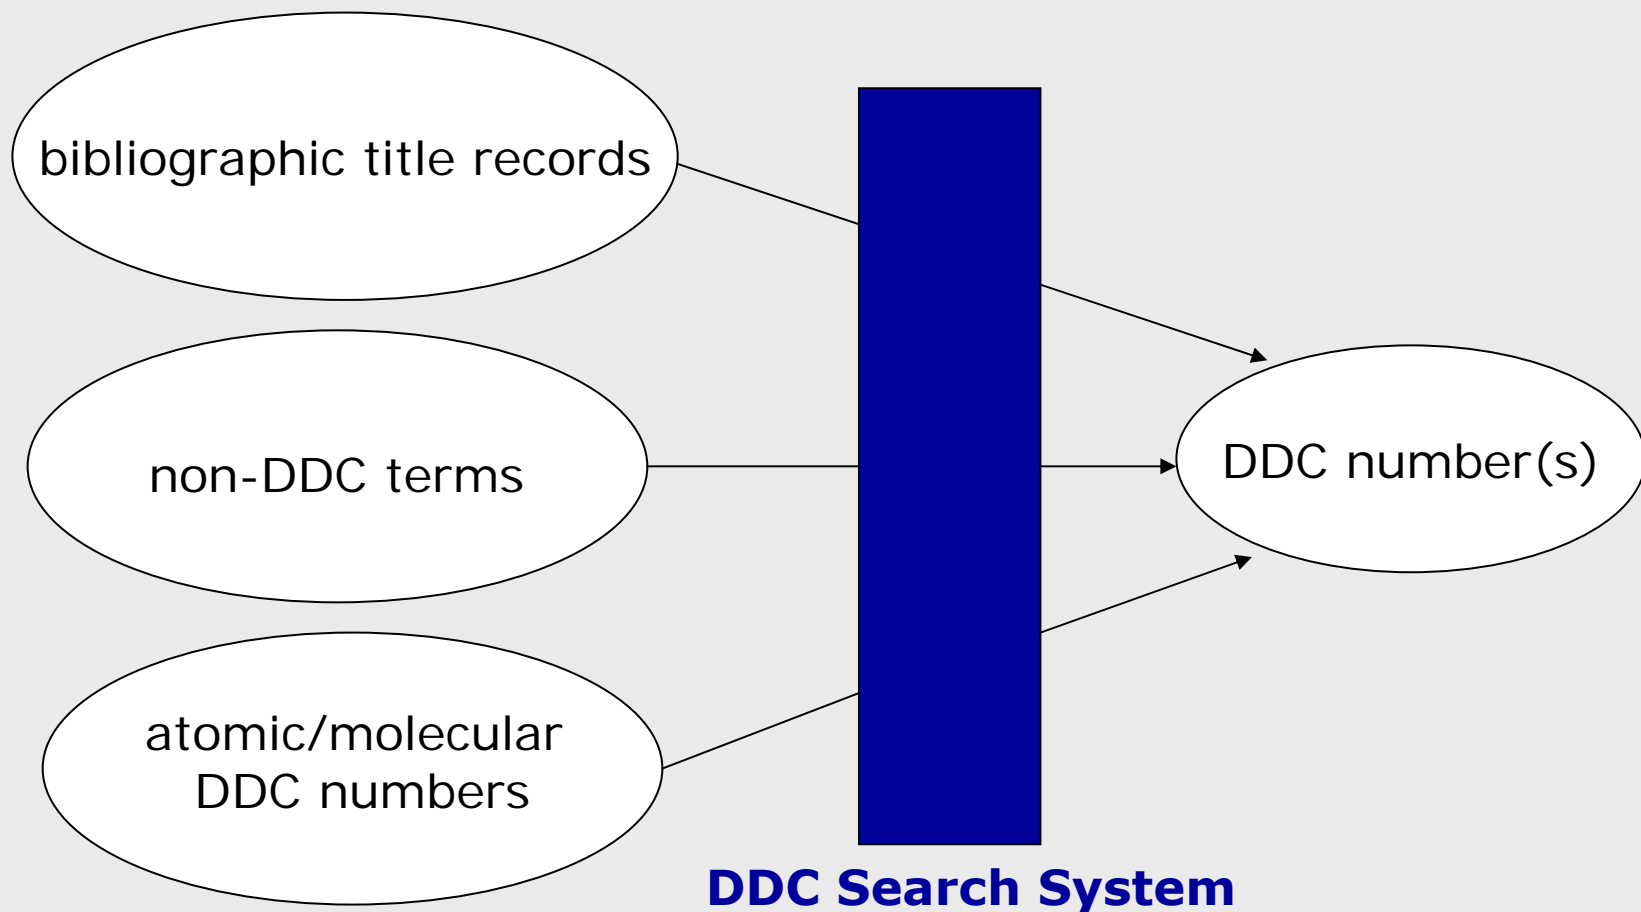 bibliographic title records
non-DDC terms
atomic/molecular
DDC numbers
DDC number(s)
DDC Search System